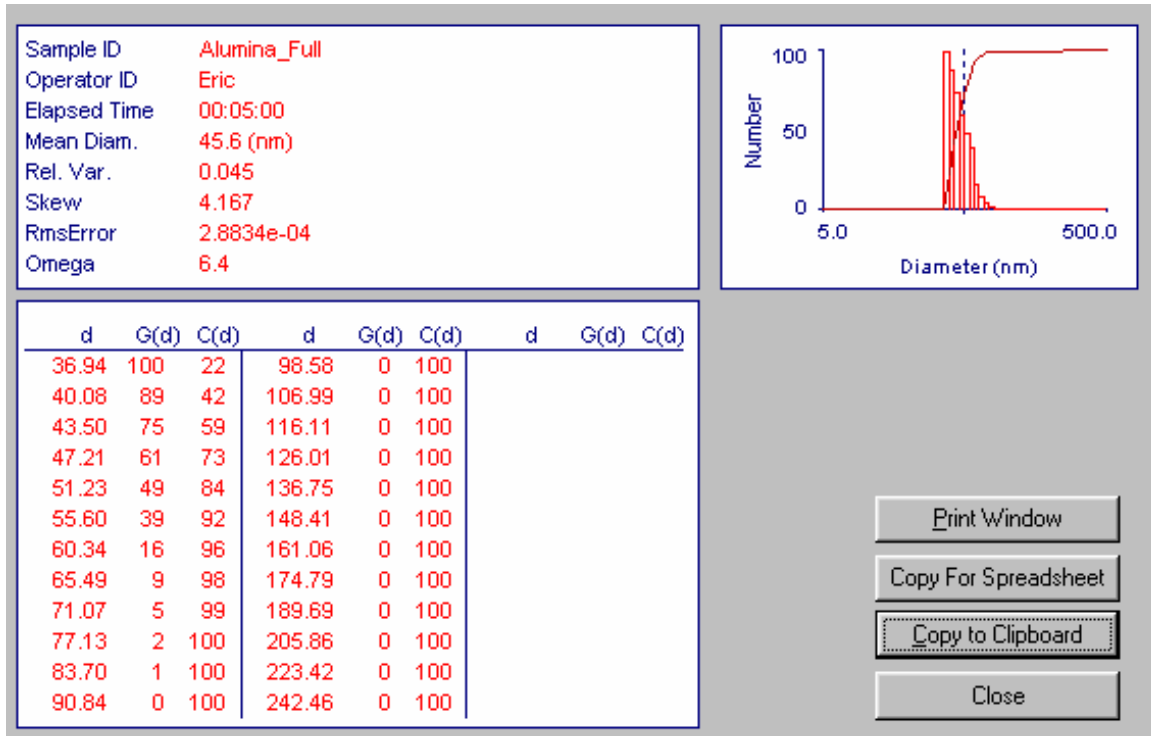 Sample ID Alumina_Full
Operator ID Eric
Elapsed Time 00:05:00
Mean Diam. 45.6 (nm)
Rel. Var. 0.045
Skew 4.167
RmsError 2.8834e-04
Omega 6.4
100
50
0
Number
5.0 500.0
Diameter (nm)
d G(d) C(d) d G(d) C(d) d G(d) C(d)
36.94 100 22 98.58 0 100
40.08 89 42 106.99 0 100
43.50 75 59 116.11 0 100
47.21 61 73 126.01 0 100
51.23 49 84 136.75 0 100
55.60 39 92 148.41 0 100
60.34 16 96 161.06 0 100
65.49 9 98 174.79 0 100
71.07 5 99 189.69 0 100
77.13 2 100 205.86 0 100
83.70 1 100 223.42 0 100
90.84 0 100 242.46 0 100
Print Window
Copy For Spreadsheet
Copy to Clipboard
Close